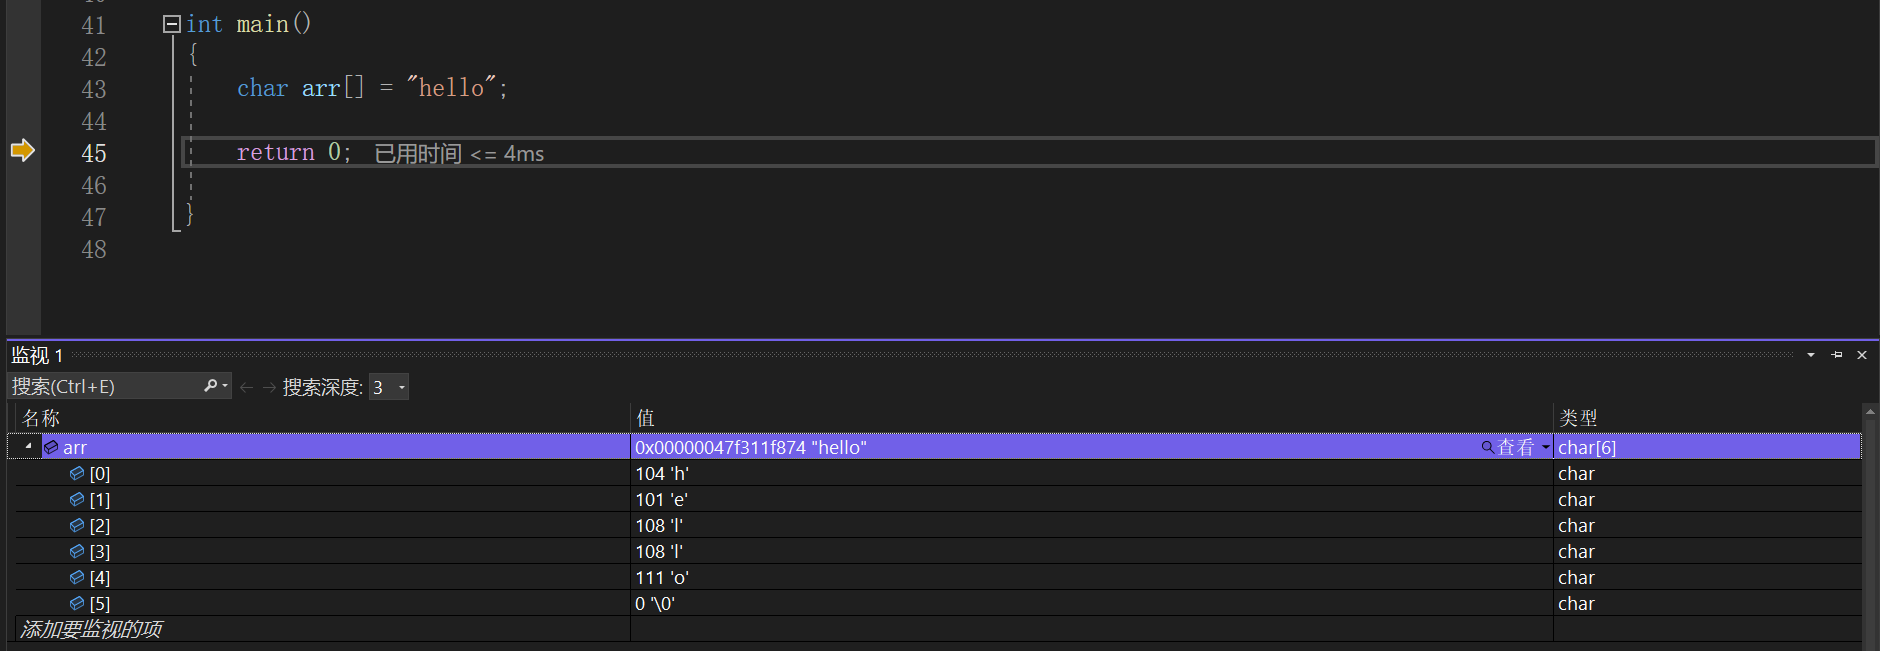 41 int main()
42 {
43 char arr[] = "hello";
44
45 return 0; 已用时间 <= 4ms
46
47 }
48
监视 1
搜索(Ctrl+E) 搜索深度: 3
名称 值 类型
arr 0x00000047f311f874 "hello" 查看 char[6]
[0] 104 'h' char
[1] 101 'e' char
[2] 108 'l' char
[3] 108 'l' char
[4] 111 'o' char
[5] 0 '\0' char
添加要监视的项